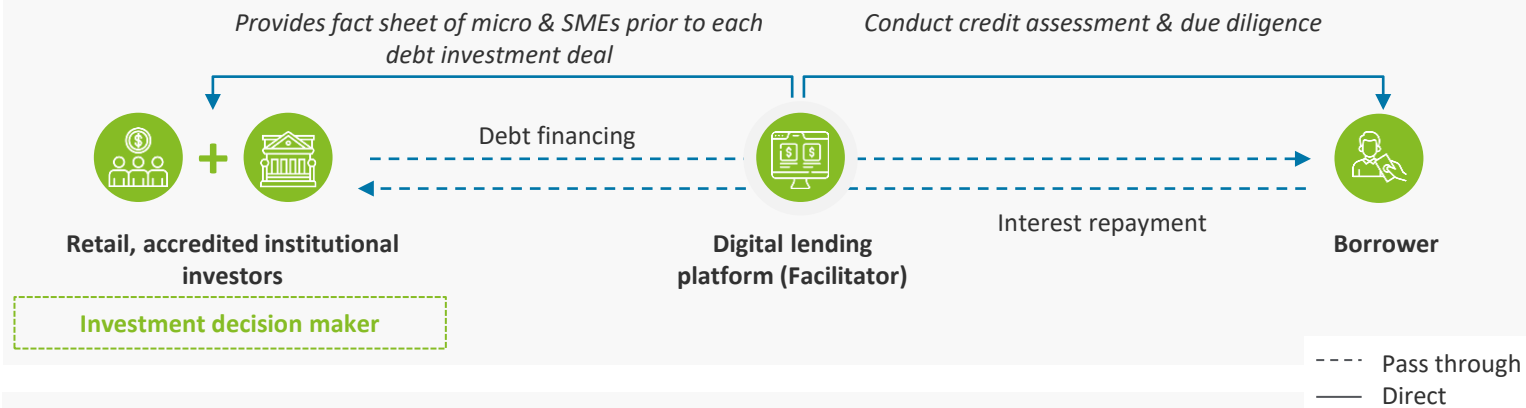 Provides fact sheet of micro & SMEs prior to each
debt investment deal
Conduct credit assessment & due diligence
Debt financing
Interest repayment
Retail, accredited institutional
investors
Digital lending
platform (Facilitator)
Borrower
Investment decision maker
Pass through
Direct